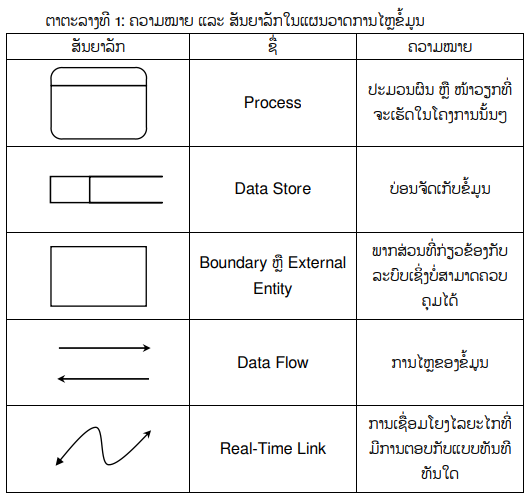 ຕາຕະລາງທີ 1: ຄວາມໝາຍ ແລະ ສັນຍາລັກໃນແຜນວາດການໄຫຼຂໍ້ມູນ
ສັນຍາລັກ
ຊື່
ຄວາມໝາຍ
Process
ປະມວນຜົນ ຫຼື ໜ້າວຽກທີ່
ຈະເຮັດໃນໂຄງການນັ້ນໆ
Data Store
ບ່ອນຈັດເກັບຂໍ້ມູນ
Boundary ຫຼື External
Entity
ພາກສ່ວນທີ່ກ່ຽວຂ້ອງກັບ
ລະບົບເຊິ່ງບໍ່ສາມາດຄວບ
ຄຸມໄດ້
Data Flow
ການໄຫຼຂອງຂໍ້ມູນ
Real-Time Link
ການເຊື່ອມໂຍງໄລຍະໄກທີ່
ມີການຕອບກັບແບບທັນທີ
ທັນໃດ